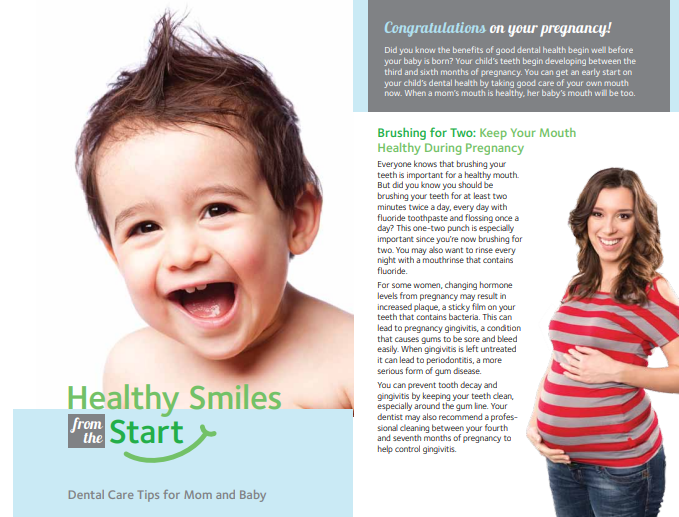 Healthy Smiles
from the Start
Dental Care Tips for Mom and Baby
Congratulations on your pregnancy!
Did you know the benefits of good dental health begin well before
your baby is born? Your child's teeth begin developing between the
third and sixth months of pregnancy. You can get an early start on
your child's dental health by taking good care of your own mouth
now. When a mom's mouth is healthy, her baby's mouth will be too.
Brushing for Two: Keep Your Mouth
Healthy During Pregnancy
Everyone knows that brushing your
teeth is important for a healthy mouth.
But did you know you should be
brushing your teeth for at least two
minutes twice a day, every day with
fluoride toothpaste and flossing once a
day? This one-two punch is especially
important since you're now brushing for
two. You may also want to rinse every
night with a mouthrinse that contains
fluoride.
For some women, changing hormone
levels from pregnancy may result in
increased plaque, a sticky film on your
teeth that contains bacteria. This can
lead to pregnancy gingivitis, a condition
that causes gums to be sore and bleed
easily. When gingivitis is left untreated
it can lead to periodontitis, a more
serious form of gum disease.
You can prevent tooth decay and
gingivitis by keeping your teeth clean,
especially around the gum line. Your
dentist may also recommend a profes-
sional cleaning between your fourth
and seventh months of pregnancy to
help control gingivitis.